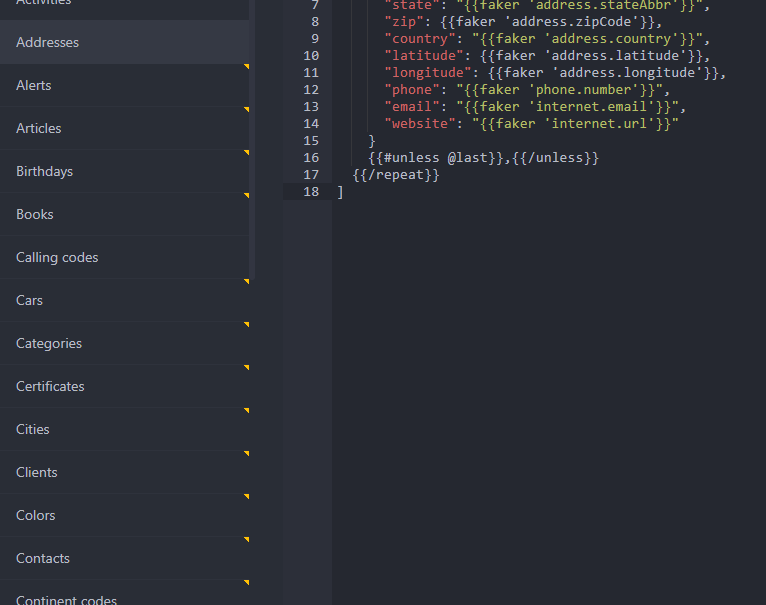 Activities
Addresses
Alerts
Articles
Birthdays
Books
Calling codes
Cars
Categories
Certificates
Cities
Clients
Colors
Contacts
Continent codes
7 "state": "{{faker 'address.stateAbbr'}}",
8 "zip": {{faker 'address.zipCode'}},
9 "country": "{{faker 'address.country'}}",
10 "latitude": {{faker 'address.latitude'}},
11 "longitude": {{faker 'address.longitude'}},
12 "phone": "{{faker 'phone.number'}}",
13 "email": "{{faker 'internet.email'}}",
14 "website": "{{faker 'internet.url'}}"
15 }
16 {{#unless @last}},{{/unless}}
17 {{/repeat}}
18 ]